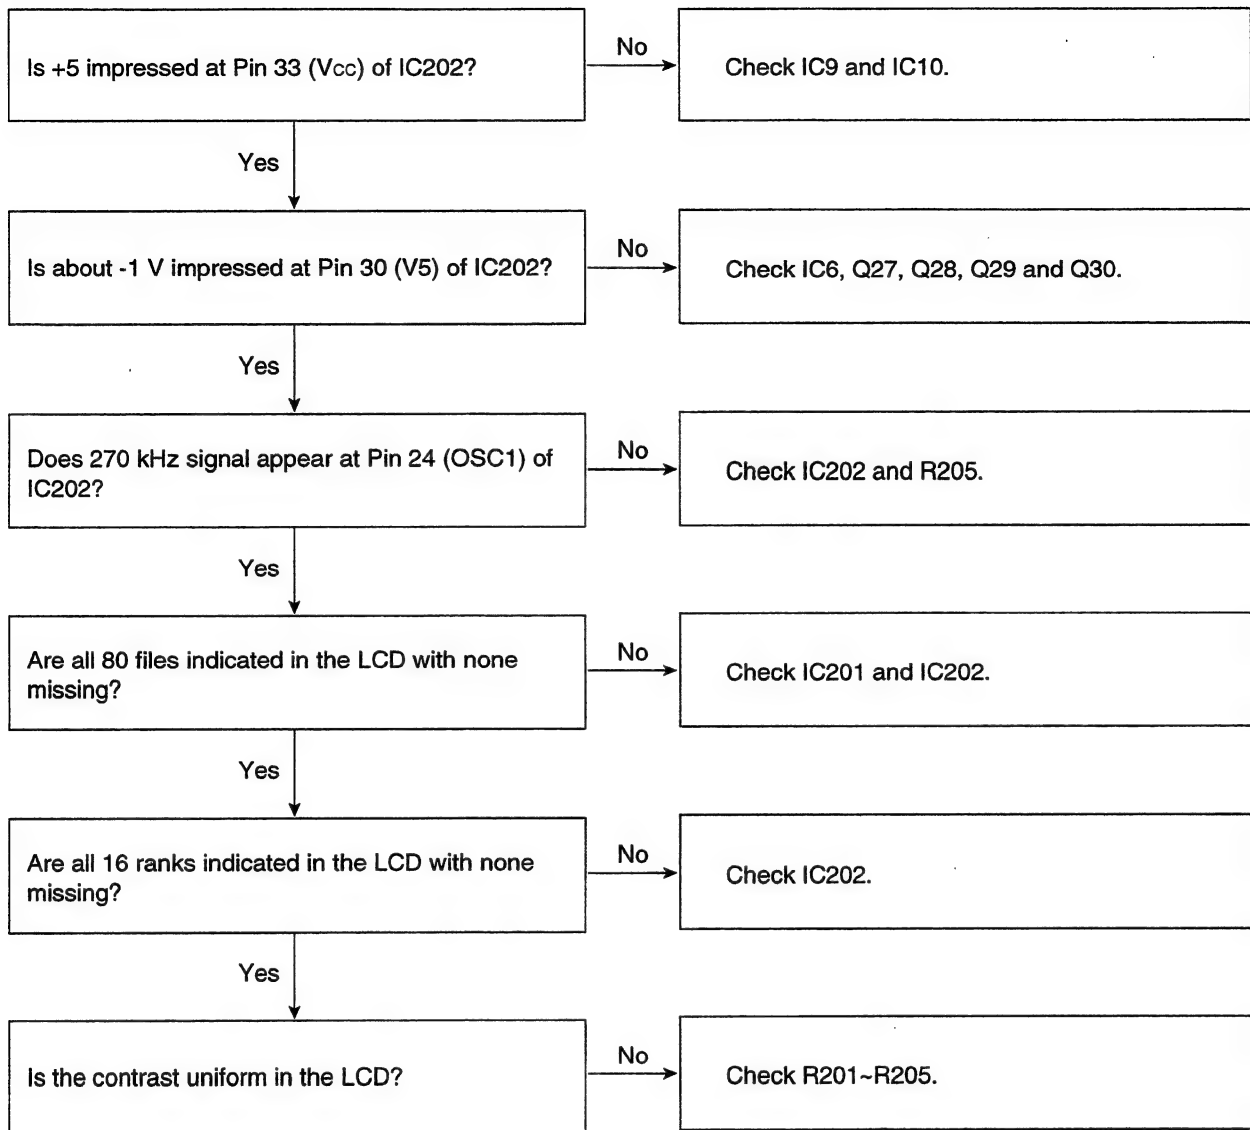 Is +5 impressed at Pin 33 (Vcc) of IC202?
No
Check IC9 and IC10.
Yes
Is about -1 V impressed at Pin 30 (V5) of IC202?
No
Check IC6, Q27, Q28, Q29 and Q30.
Yes
Does 270 kHz signal appear at Pin 24 (OSC1) of
IC202?
No
Check IC202 and R205.
Yes
Are all 80 files indicated in the LCD with none
missing?
No
Check IC201 and IC202.
Yes
Are all 16 ranks indicated in the LCD with none
missing?
No
Check IC202.
Yes
Is the contrast uniform in the LCD?
No
Check R201~R205.